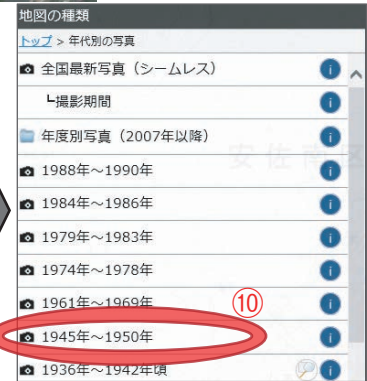 地図の種類
トップ > 年代別の写真
全国最新写真（シームレス）
┗撮影期間
年度別写真（2007年以降）
安佐南区
1988年～1990年
1984年～1986年
1979年～1983年
1974年～1978年
1961年～1969年
⑩
1945年～1950年
1936年～1942年頃